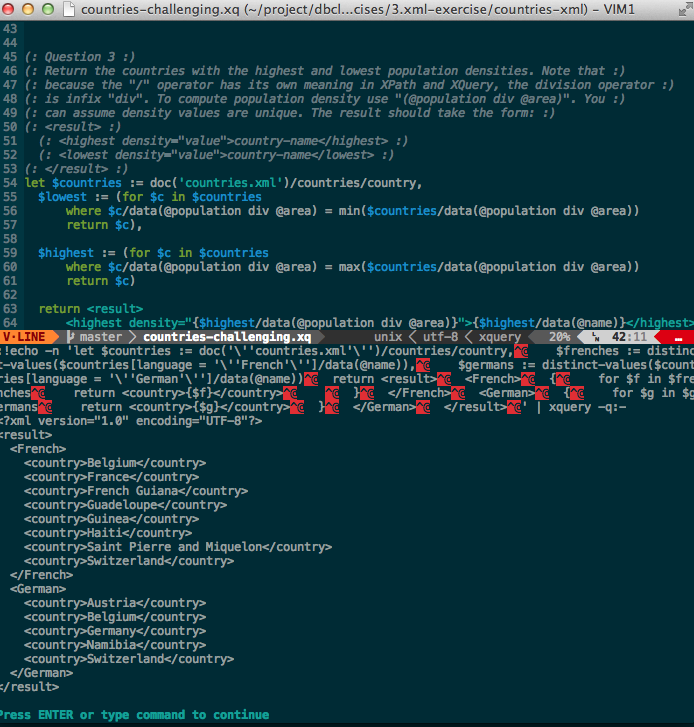 countries-challenging.xq (~/project/dbcl...cises/3.xml-exercise/countries-xml) - VIM1
43
44
45 (: Question 3 :)
46 (: Return the countries with the highest and lowest population densities. Note that :)
47 (: because the "/" operator has its own meaning in XPath and XQuery, the division operator :)
48 (: is infix "div". To compute population density use "(@population div @area)". You :)
49 (: can assume density values are unique. The result should take the form: :)
50 (: <result> :)
51   (: <highest density="value">country-name</highest> :)
52   (: <lowest density="value">country-name</lowest> :)
53 (: </result> :)
54 let $countries := doc('countries.xml')/countries/country,
55   $lowest := (for $c in $countries
56       where $c/data(@population div @area) = min($countries/data(@population div @area))
57       return $c),
58
59   $highest := (for $c in $countries
60       where $c/data(@population div @area) = max($countries/data(@population div @area))
61       return $c)
62
63   return <result>
64       <highest density="{$highest/data(@population div @area)}">{$highest/data(@name)}</highest>
V·LINE master countries-challenging.xq unix utf-8 xquery 20% LN 42:11 …
:!echo -n 'let $countries := doc('\''countries.xml'\'')/countries/country,^@    $frenches := distinc
t-values($countries[language = '\''French'\'']/data(@name)),^@    $germans := distinct-values($count
ries[language = '\''German'\'']/data(@name))^@  return <result>^@  <French>^@  {^@    for $f in $fre
nches^@    return <country>{$f}</country>^@    ^@  }^@  </French>^@  <German>^@  {^@    for $g in $g
ermans^@    return <country>{$g}</country>^@  }^@  </German>^@  </result>^@' | xquery -q:-
<?xml version="1.0" encoding="UTF-8"?>
<result>
  <French>
    <country>Belgium</country>
    <country>France</country>
    <country>French Guiana</country>
    <country>Guadeloupe</country>
    <country>Guinea</country>
    <country>Haiti</country>
    <country>Saint Pierre and Miquelon</country>
    <country>Switzerland</country>
  </French>
  <German>
    <country>Austria</country>
    <country>Belgium</country>
    <country>Germany</country>
    <country>Namibia</country>
    <country>Switzerland</country>
  </German>
</result>
Press ENTER or type command to continue